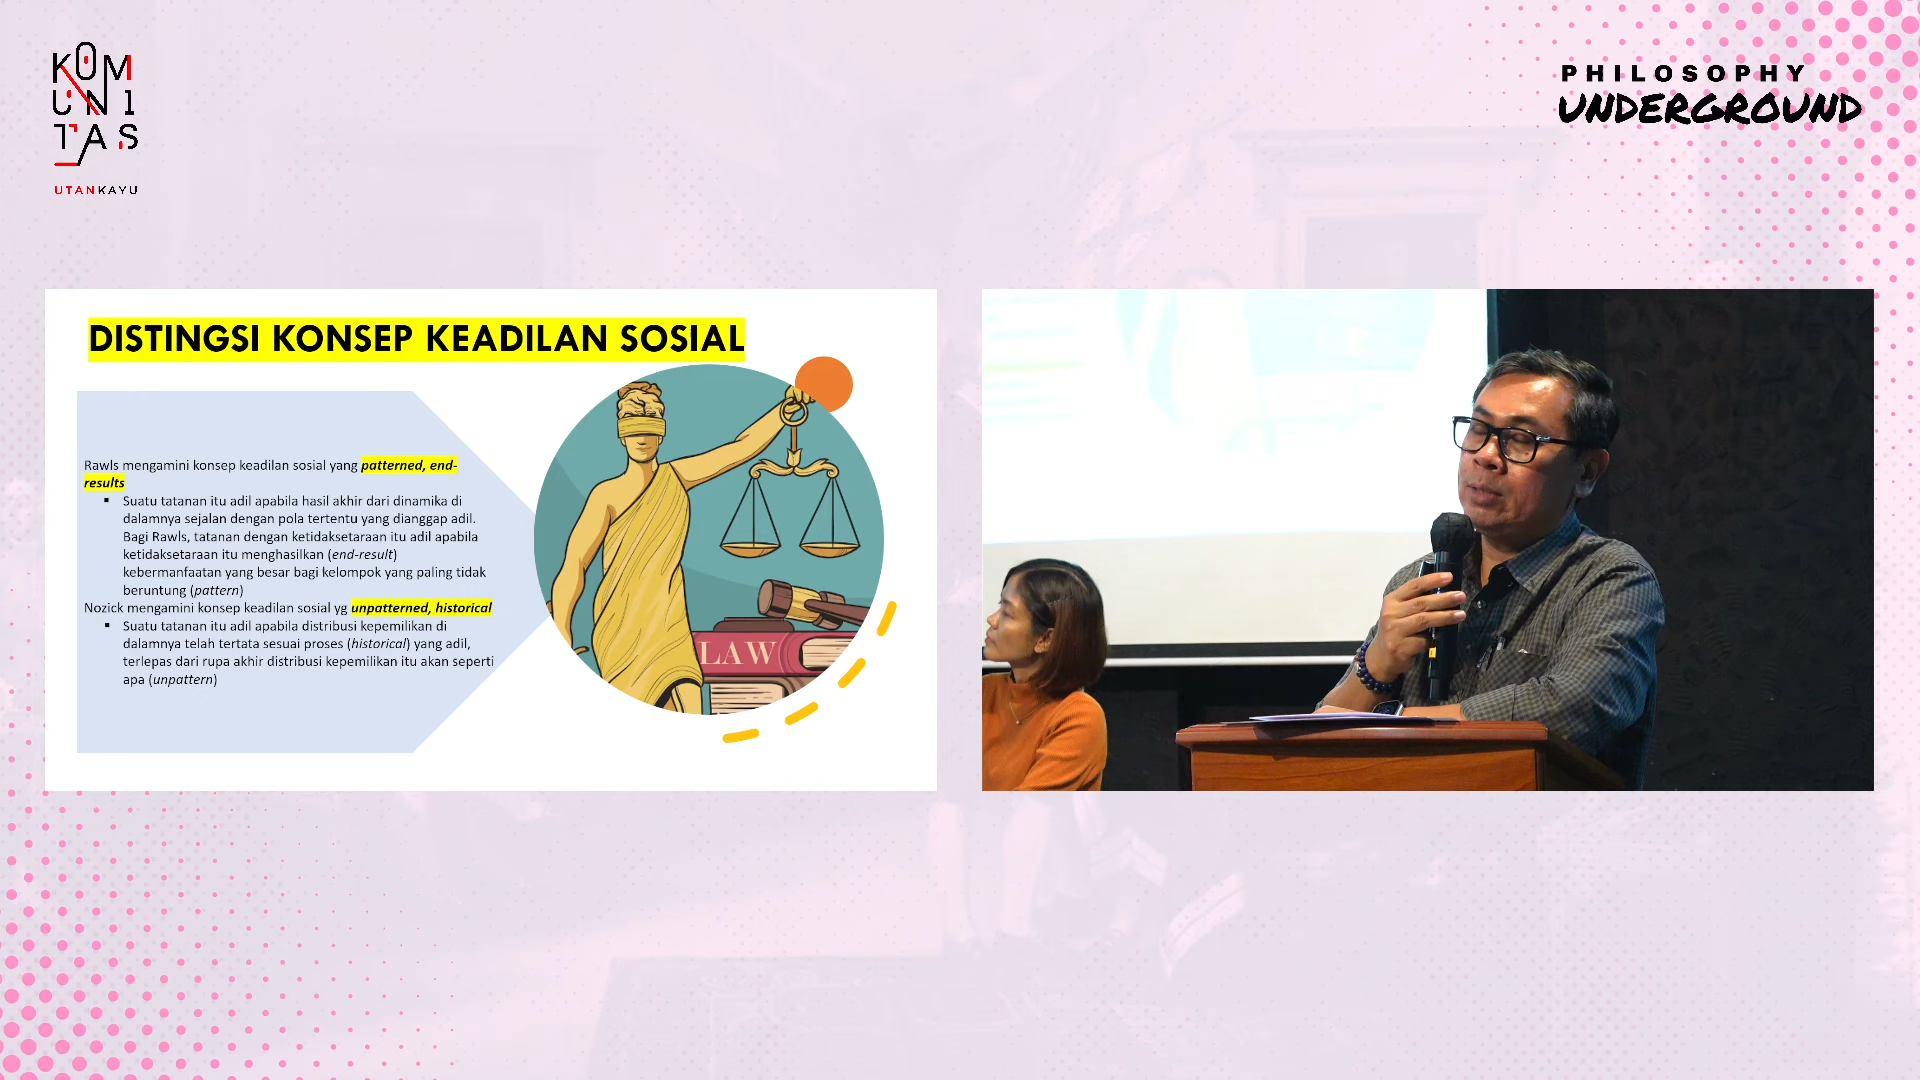 KOM
UNI
TAS
UTANKAYU
PHILOSOPHY
UNDERGROUND
DISTINGSI KONSEP KEADILAN SOSIAL
Rawls mengamini konsep keadilan sosial yang patterned, end-
results
▪ Suatu tatanan itu adil apabila hasil akhir dari dinamika di
dalamnya sejalan dengan pola tertentu yang dianggap adil.
Bagi Rawls, tatanan dengan ketidaksetaraan itu adil apabila
ketidaksetaraan itu menghasilkan (end-result)
kebermanfaatan yang besar bagi kelompok yang paling tidak
beruntung (pattern)
Nozick mengamini konsep keadilan sosial yg unpatterned, historical
▪ Suatu tatanan itu adil apabila distribusi kepemilikan di
dalamnya telah tertata sesuai proses (historical) yang adil,
terlepas dari rupa akhir distribusi kepemilikan itu akan seperti
apa (unpattern)
LAW